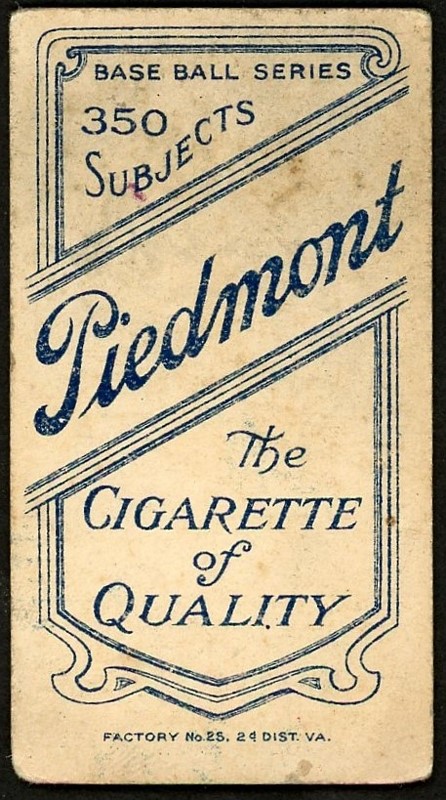 BASE BALL SERIES
350
SUBJECTS
Piedmont
The
CIGARETTE
of
QUALITY
FACTORY No. 25, 2d DIST. VA.